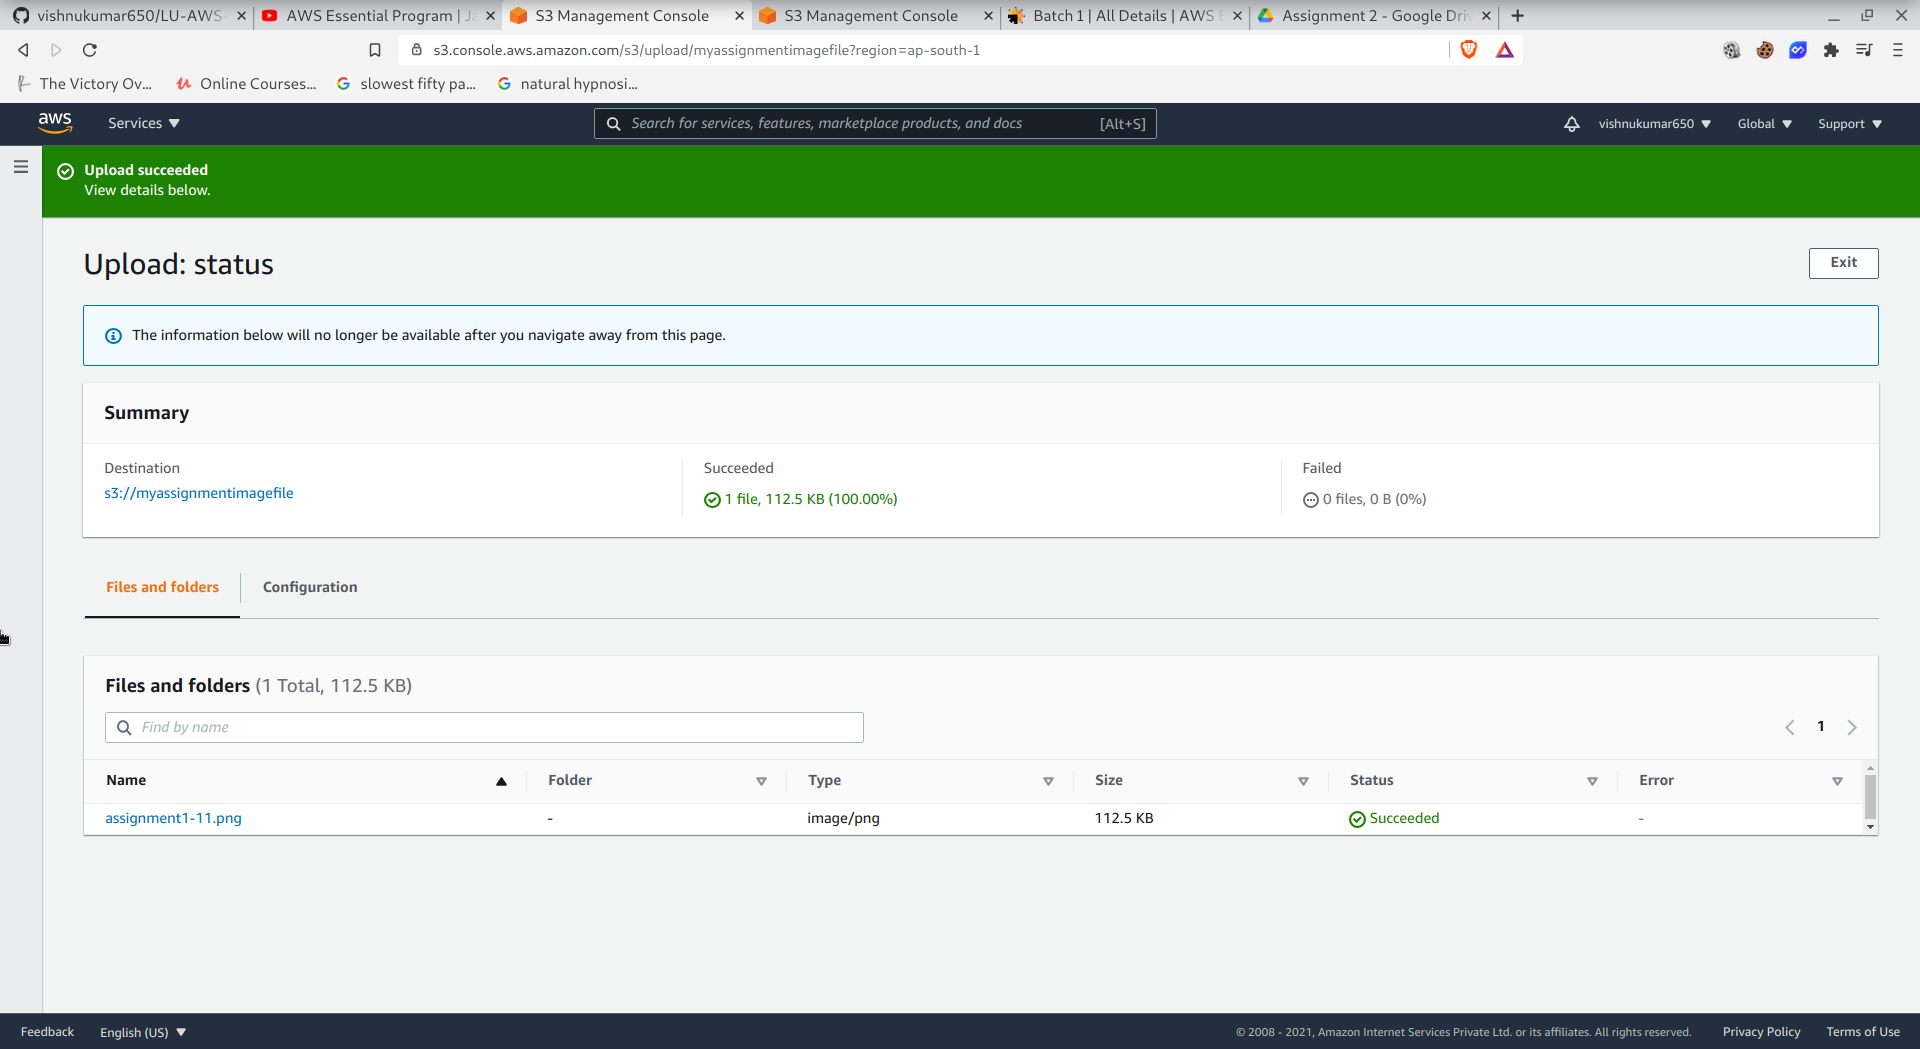 vishnukumar650/LU-AWS-
AWS Essential Program | Ja
S3 Management Console
S3 Management Console
Batch 1 | All Details | AWS E
Assignment 2 - Google Driv
s3.console.aws.amazon.com/s3/upload/myassignmentimagefile?region=ap-south-1
The Victory Ov...
Online Courses...
slowest fifty pa...
natural hypnosi...
aws
Services
Search for services, features, marketplace products, and docs
[Alt+S]
vishnukumar650
Global
Support
Upload succeeded
View details below.
Upload: status
Exit
The information below will no longer be available after you navigate away from this page.
Summary
Destination
s3://myassignmentimagefile
Succeeded
1 file, 112.5 KB (100.00%)
Failed
0 files, 0 B (0%)
Files and folders
Configuration
Files and folders (1 Total, 112.5 KB)
Find by name
1
Name
Folder
Type
Size
Status
Error
assignment1-11.png
-
image/png
112.5 KB
Succeeded
-
Feedback
English (US)
© 2008 - 2021, Amazon Internet Services Private Ltd. or its affiliates. All rights reserved.
Privacy Policy
Terms of Use